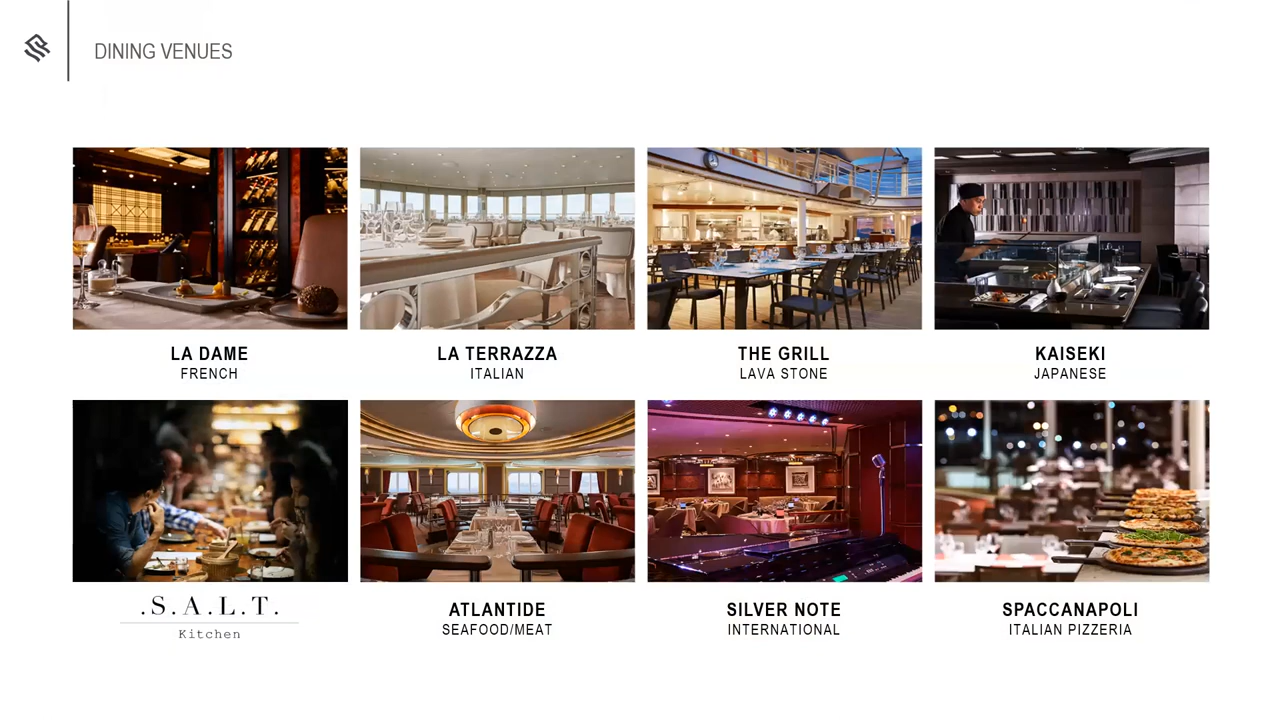 DINING VENUES
LA DAME
FRENCH
LA TERRAZZA
ITALIAN
THE GRILL
LAVA STONE
KAISEKI
JAPANESE
.S.A.L.T.
Kitchen
ATLANTIDE
SEAFOOD/MEAT
SILVER NOTE
INTERNATIONAL
SPACCANAPOLI
ITALIAN PIZZERIA